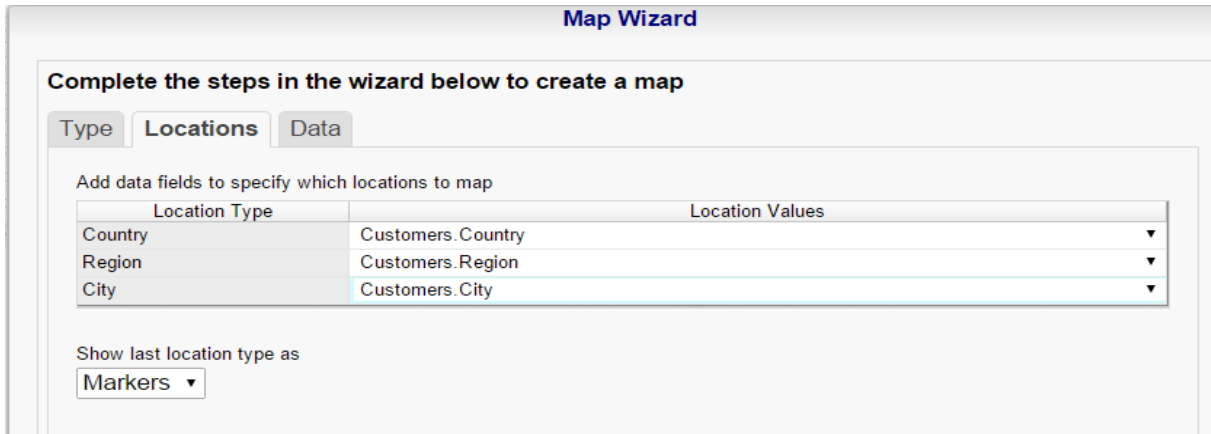 Map Wizard
Complete the steps in the wizard below to create a map
Type Locations Data
Add data fields to specify which locations to map
Location Type Location Values
Country Customers.Country
Region Customers.Region
City Customers.City
Show last location type as
Markers